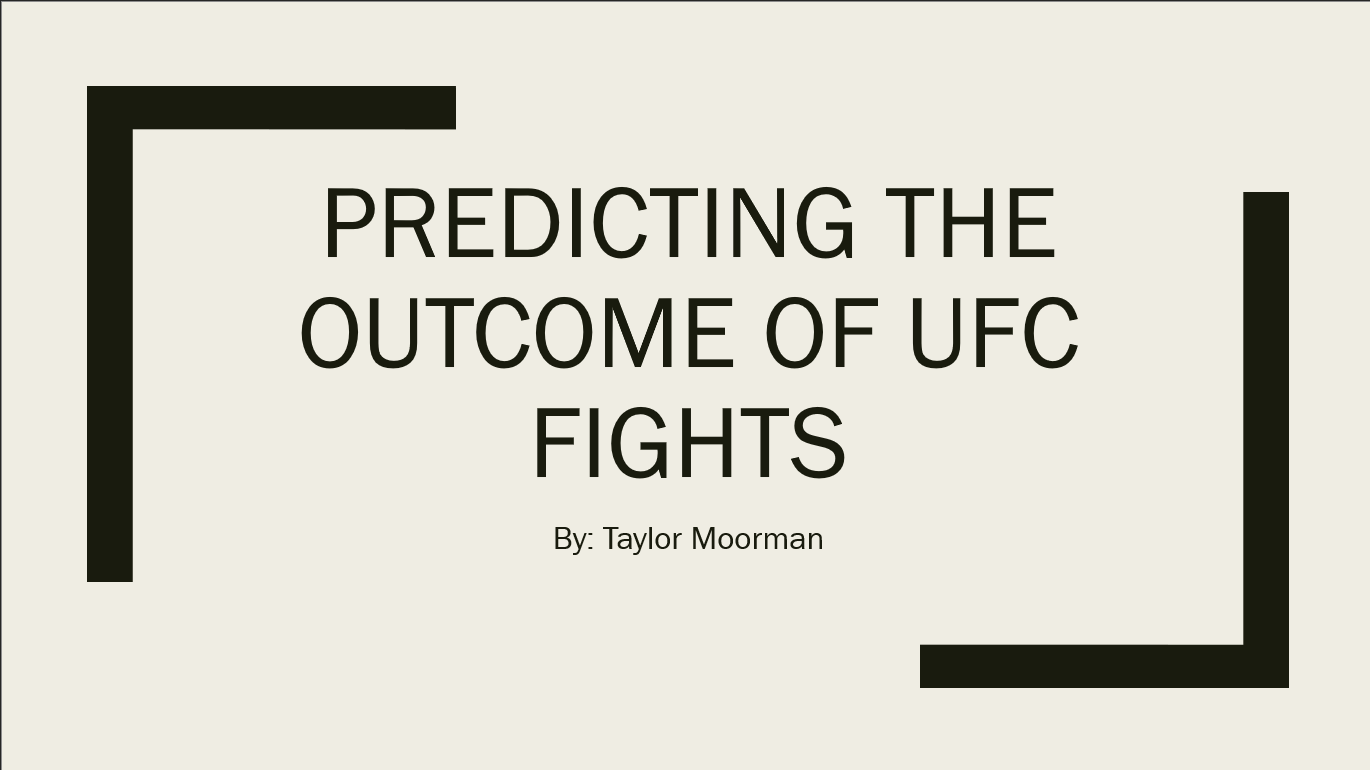 PREDICTING THE
OUTCOME OF UFC
FIGHTS
By: Taylor Moorman